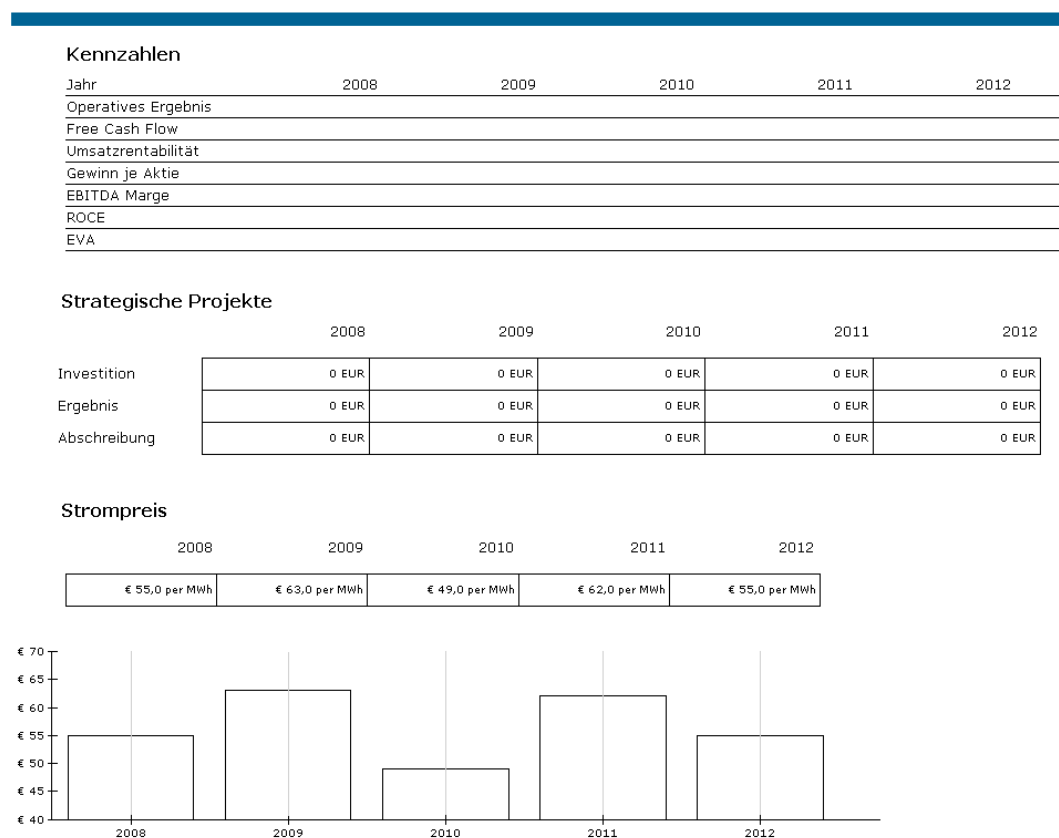 Kennzahlen
Jahr 2008 2009 2010 2011 2012
Operatives Ergebnis
Free Cash Flow
Umsatzrentabilität
Gewinn je Aktie
EBITDA Marge
ROCE
EVA
Strategische Projekte
2008 2009 2010 2011 2012
Investition 0 EUR 0 EUR 0 EUR 0 EUR 0 EUR
Ergebnis 0 EUR 0 EUR 0 EUR 0 EUR 0 EUR
Abschreibung 0 EUR 0 EUR 0 EUR 0 EUR 0 EUR
Strompreis
2008 2009 2010 2011 2012
€ 55,0 per MWh € 63,0 per MWh € 49,0 per MWh € 62,0 per MWh € 55,0 per MWh
€ 70
€ 65
€ 60
€ 55
€ 50
€ 45
€ 40
2008 2009 2010 2011 2012